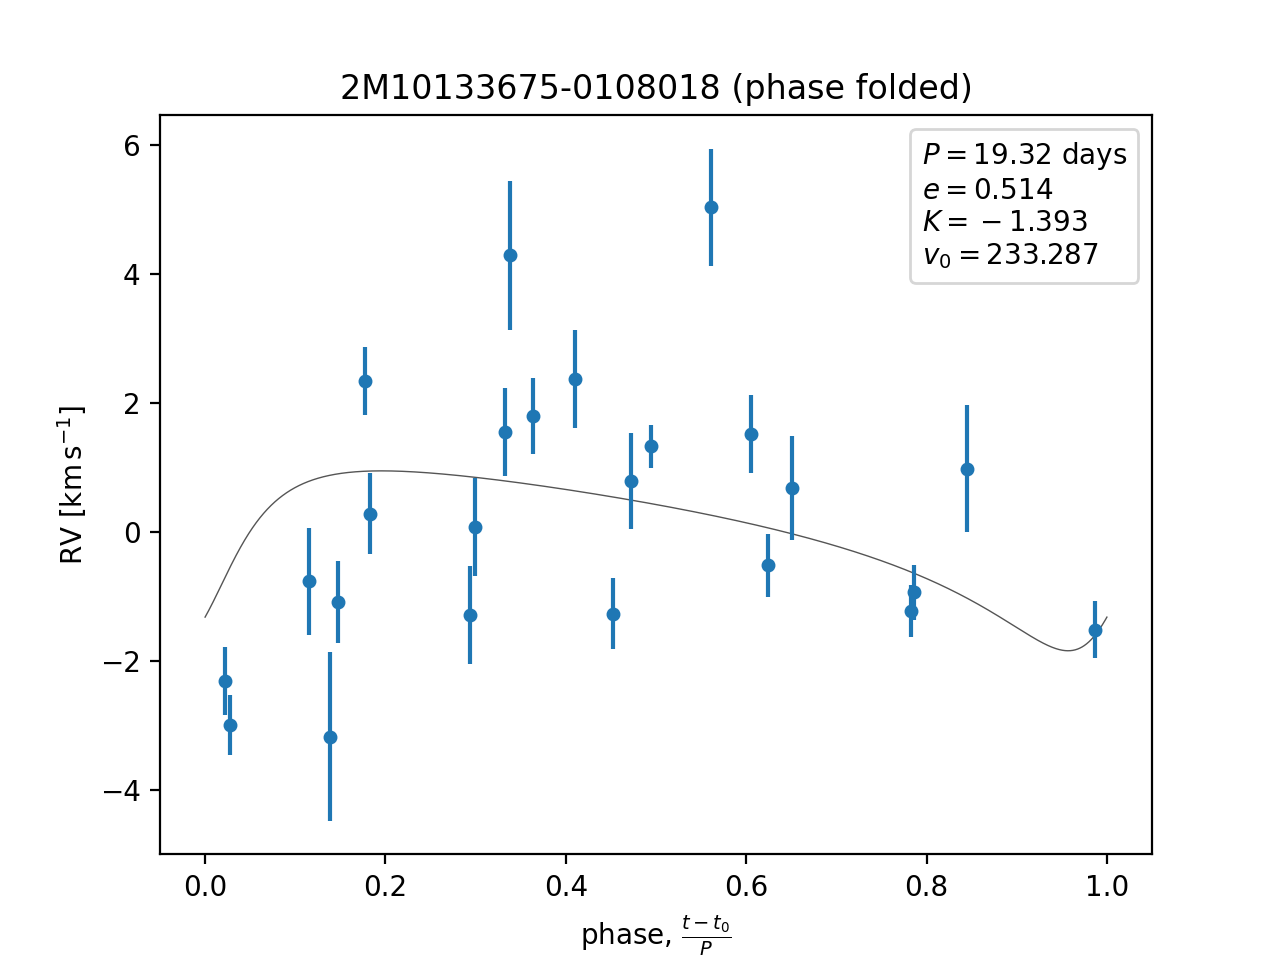 2M10133675-0108018 (phase folded)
P = 19.32 days
e = 0.514
K = −1.393
v₀ = 233.287
RV [km s⁻¹]
6
4
2
0
−2
−4
0.0 0.2 0.4 0.6 0.8 1.0
phase, (t − t₀)/P